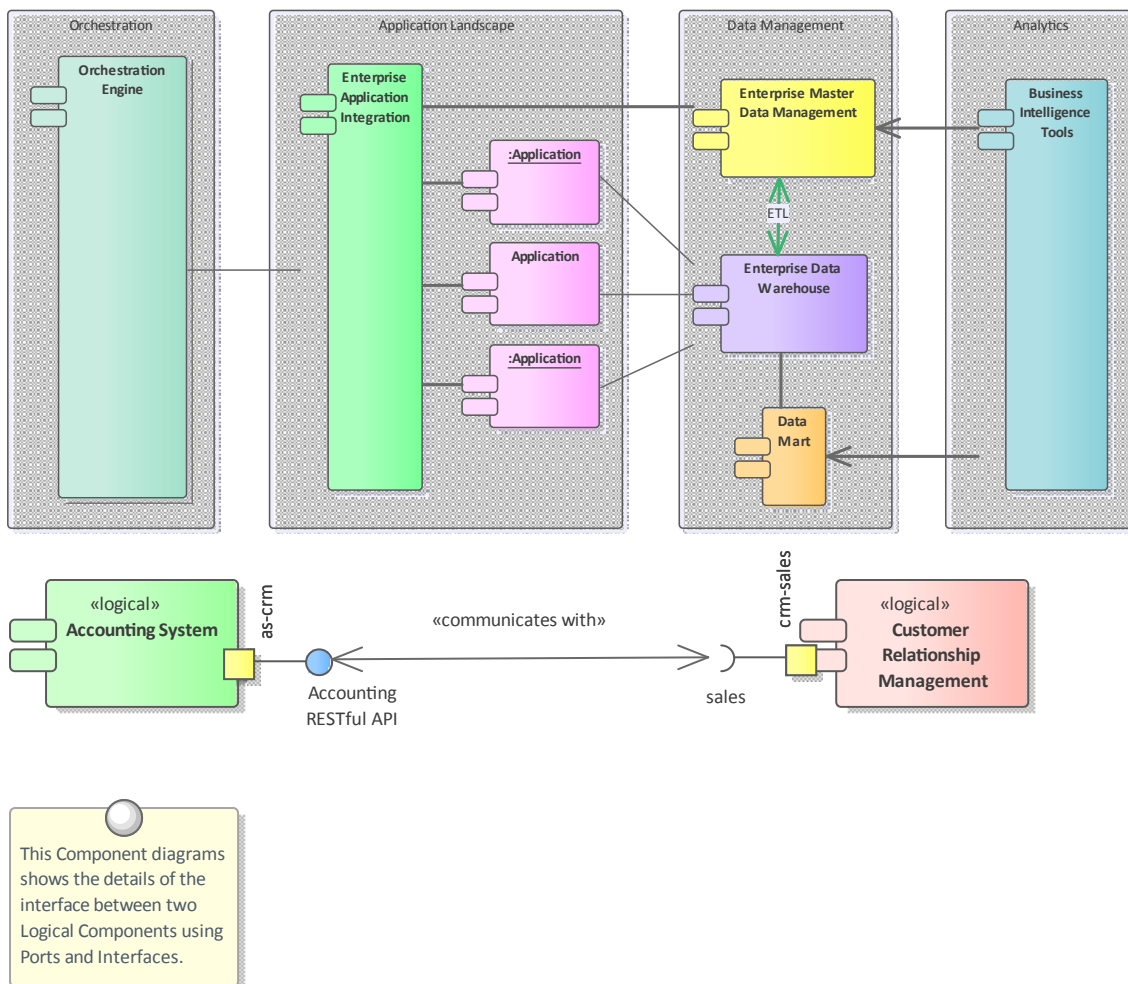 Orchestration
Application Landscape
Data Management
Analytics
Orchestration
Engine
Enterprise
Application
Integration
Enterprise Master
Data Management
Business
Intelligence
Tools
:Application
ETL
Application
Enterprise Data
Warehouse
:Application
Data
Mart
«logical»
Accounting System
as-crm
«communicates with»
Accounting
RESTful API
sales
crm-sales
«logical»
Customer
Relationship
Management
This Component diagrams
shows the details of the
interface between two
Logical Components using
Ports and Interfaces.